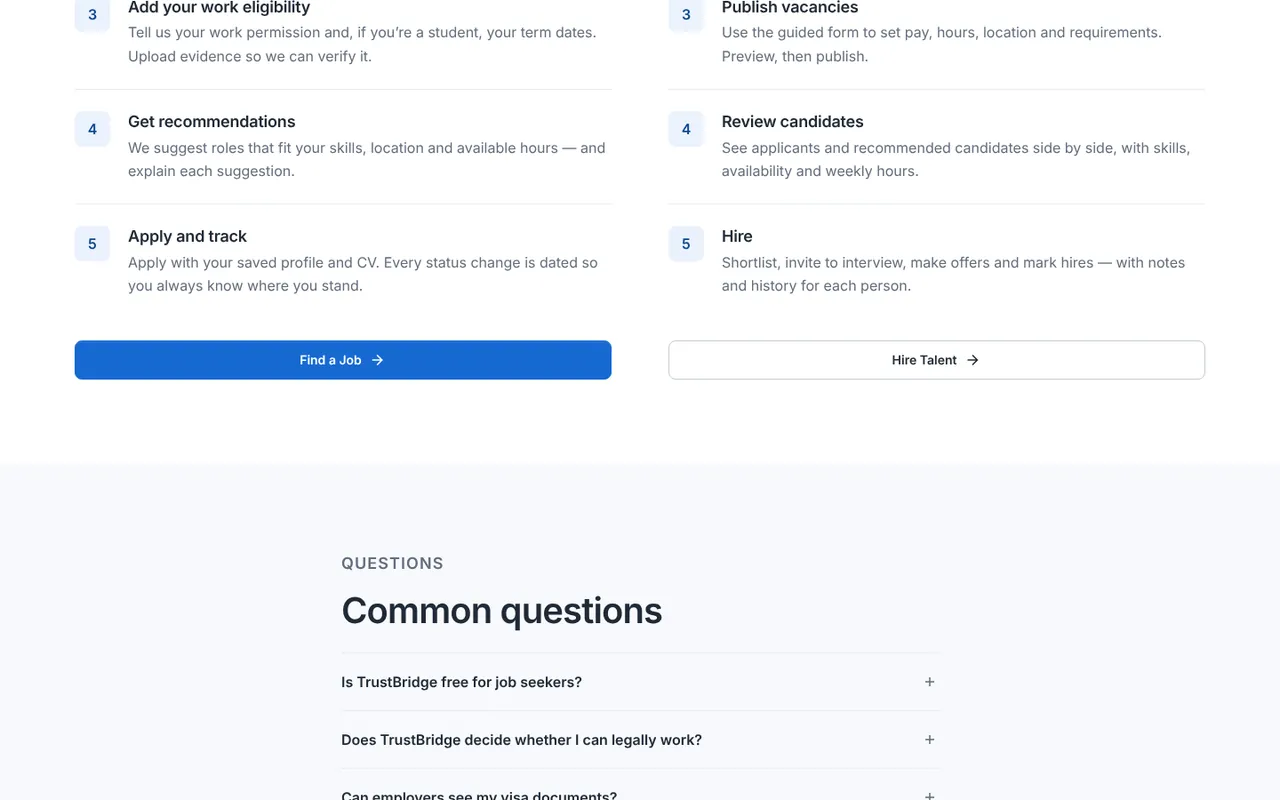 3
Add your work eligibility
Tell us your work permission and, if you’re a student, your term dates.
Upload evidence so we can verify it.
4
Get recommendations
We suggest roles that fit your skills, location and available hours — and
explain each suggestion.
5
Apply and track
Apply with your saved profile and CV. Every status change is dated so
you always know where you stand.
Find a Job →
3
Publish vacancies
Use the guided form to set pay, hours, location and requirements.
Preview, then publish.
4
Review candidates
See applicants and recommended candidates side by side, with skills,
availability and weekly hours.
5
Hire
Shortlist, invite to interview, make offers and mark hires — with notes
and history for each person.
Hire Talent →
QUESTIONS
Common questions
Is TrustBridge free for job seekers? +
Does TrustBridge decide whether I can legally work? +
Can employers see my visa documents? +